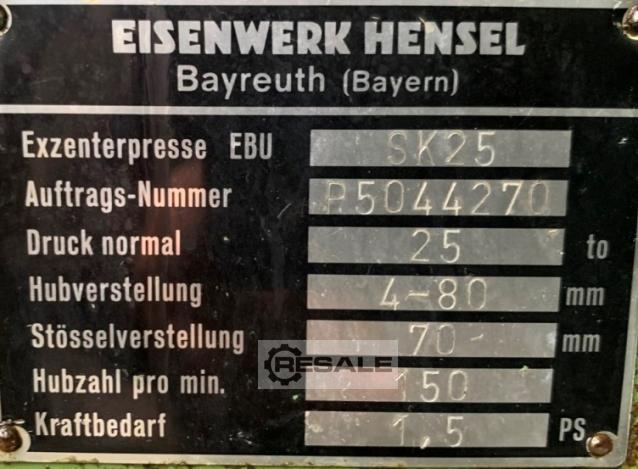 EISENWERK HENSEL
Bayreuth (Bayern)
Exzenterpresse EBU SK25
Auftrags-Nummer P.5044270
Druck normal 25 to
Hubverstellung 4-80 mm
Stösselverstellung 70- mm
RESALE
Hubzahl pro min. 150
Kraftbedarf 1,5 PS